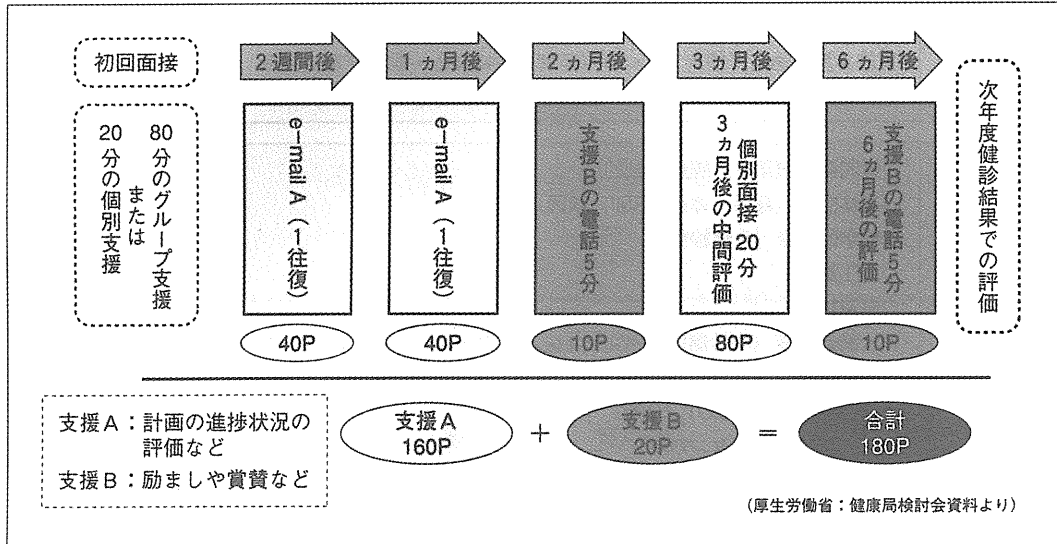 初回面接
80分のグループ支援
または
20分の個別支援
2週間後
1ヵ月後
2ヵ月後
3ヵ月後
6ヵ月後
e-mail A(1往復)
e-mail A(1往復)
支援Bの電話5分
個別面接 20分
3ヵ月後の中間評価
支援Bの電話5分
6ヵ月後の評価
次年度健診結果での評価
40P
40P
10P
80P
10P
支援A:計画の進捗状況の
評価など
支援B:励ましや賞賛など
支援A
160P
+
支援B
20P
=
合計
180P
(厚生労働省:健康局検討会資料より)